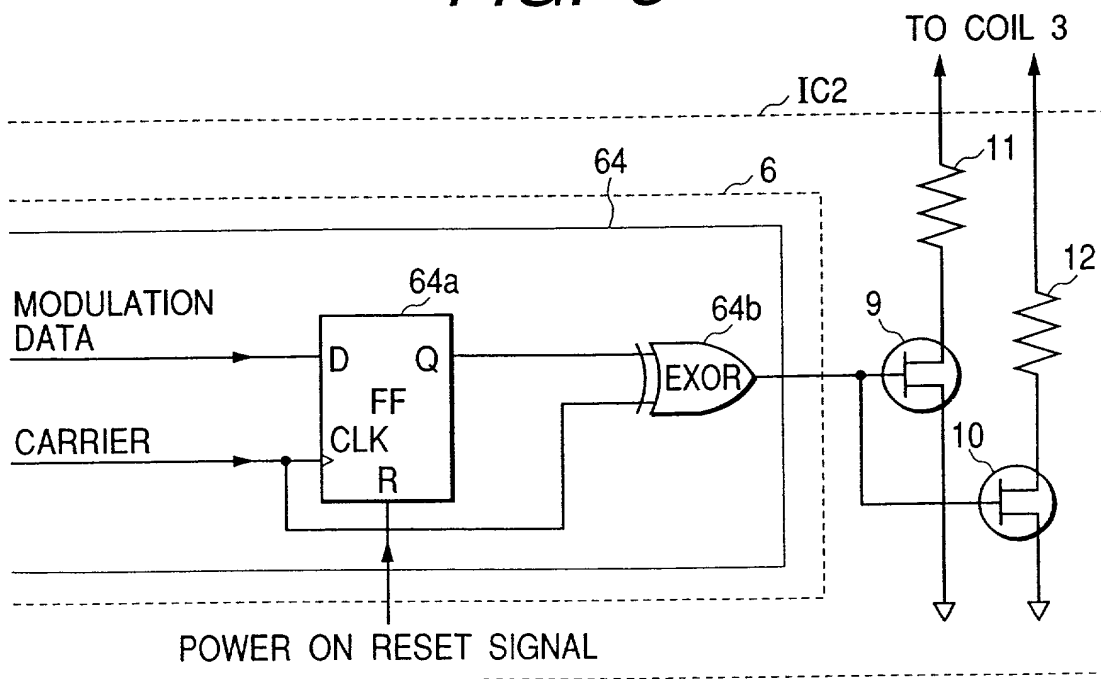 TO COIL 3
IC2
11
64
6
12
64a
MODULATION
DATA
64b
9
D
Q
EXOR
FF
CARRIER
CLK
10
R
POWER ON RESET SIGNAL